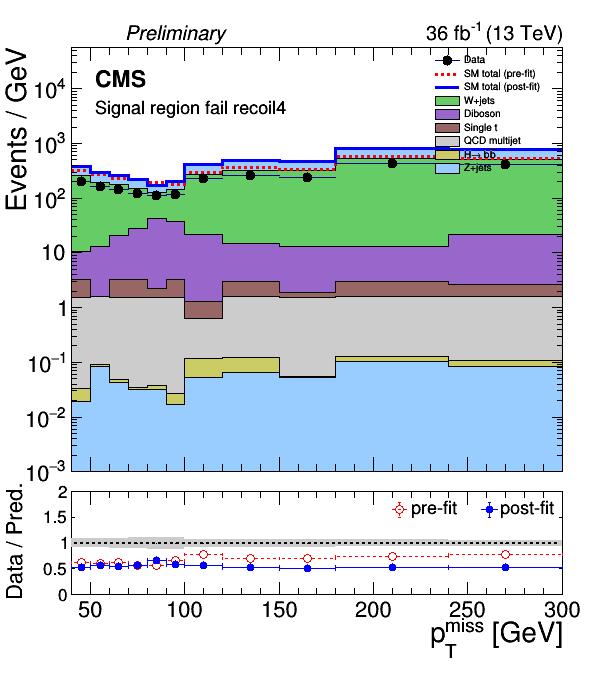 Preliminary 36 fb⁻¹ (13 TeV)
Events / GeV
CMS
Signal region fail recoil4
Data
SM total (pre-fit)
SM total (post-fit)
W+jets
Diboson
Single t
QCD multijet
H→ bb
Z+jets
10⁴
10³
10²
10
1
10⁻¹
10⁻²
10⁻³
Data / Pred.
pre-fit post-fit
2
1.5
1
0.5
0
50 100 150 200 250 300
p_T^miss [GeV]